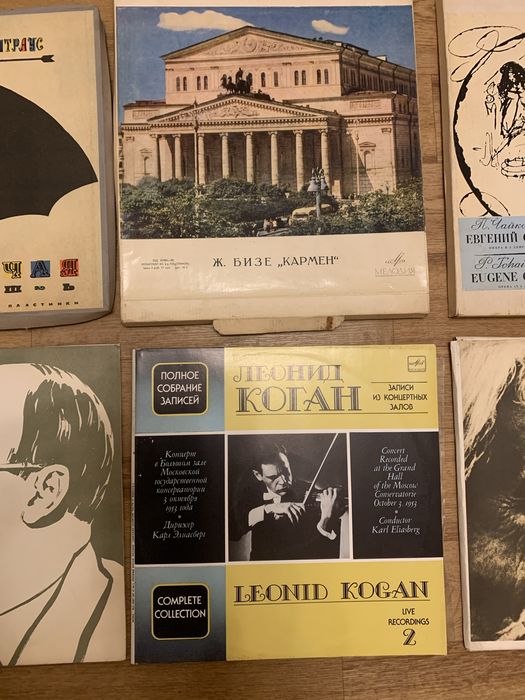 ШТРАУС
Ч А Й
Ш
Ь
ПЛАСТИНКИ
Ж. БИЗЕ „КАРМЕН"
МЕЛОДИЯ
П. Чайко
ЕВГЕНИЙ О
EUGENE O
ПОЛНОЕ
СОБРАНИЕ
ЗАПИСЕЙ
ЛЕОНИД
КОГАН
ЗАПИСИ
ИЗ КОНЦЕРТНЫХ
ЗАЛОВ
Концерт
в Большом зале
Московской
государственной
консерватории
3 октября
1953 года
Дирижер
Карл Элиасберг
Concert
Recorded
at the Grand
Hall
of the Moscow
Conservatoire
October 3, 1953
Conductor
Karl Eliasberg
COMPLETE
COLLECTION
LEONID KOGAN
LIVE
RECORDINGS
2